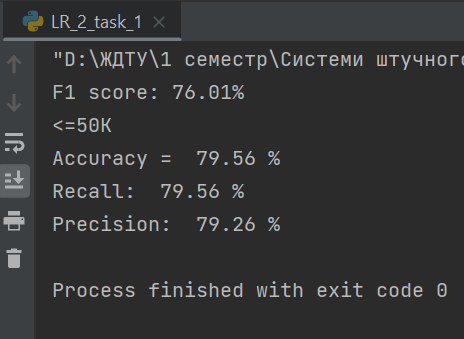 LR_2_task_1
"D:\ЖДТУ\1 семестр\Системи штучного
F1 score: 76.01%
<=50K
Accuracy =  79.56 %
Recall:  79.56 %
Precision:  79.26 %
Process finished with exit code 0